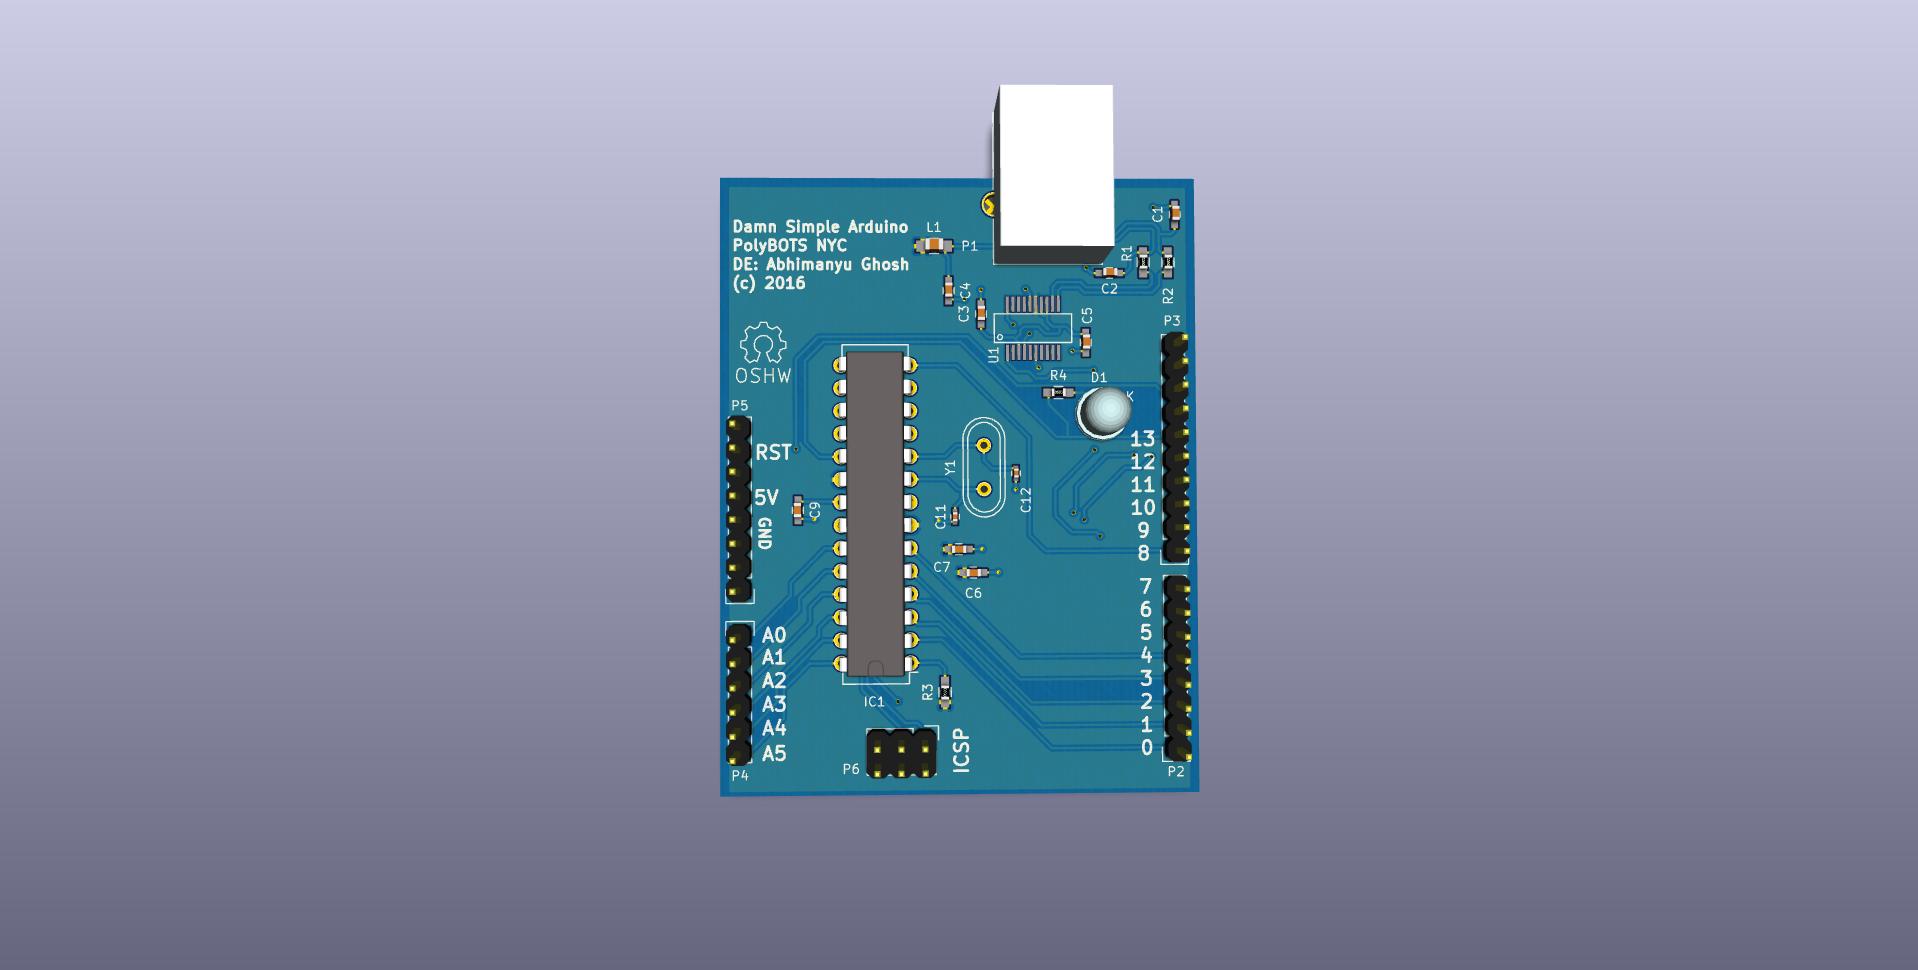 Damn Simple Arduino
PolyBOTS NYC
DE: Abhimanyu Ghosh
(c) 2016
L1
P1
C1
R1
C2
R2
C4
C3
C5
U1
P3
OSHW
R4
D1
K
P5
RST
5V
GND
C9
Y1
C12
C11
C7
C6
13
12
11
10
9
8
7
6
5
4
3
2
1
0
A0
A1
A2
A3
A4
A5
P4
IC1
R3
P6
ICSP
P2